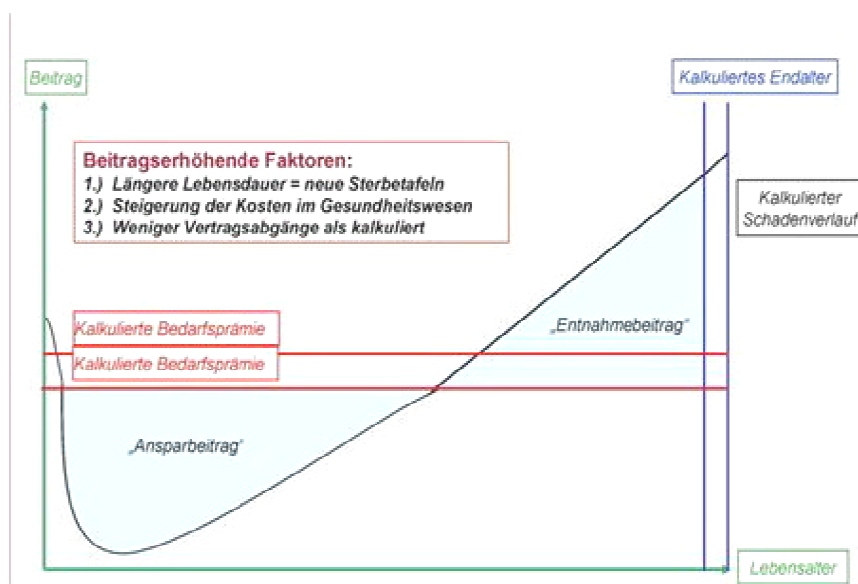 Beitrag
Kalkuliertes Endalter
Beitragserhöhende Faktoren:
1.) Längere Lebensdauer = neue Sterbetafeln
2.) Steigerung der Kosten im Gesundheitswesen
3.) Weniger Vertragsabgänge als kalkuliert
Kalkulierter
Schadenverlauf
Kalkulierte Bedarfsprämie
„Entnahmebeitrag“
Kalkulierte Bedarfsprämie
„Ansparbeitrag“
Lebensalter